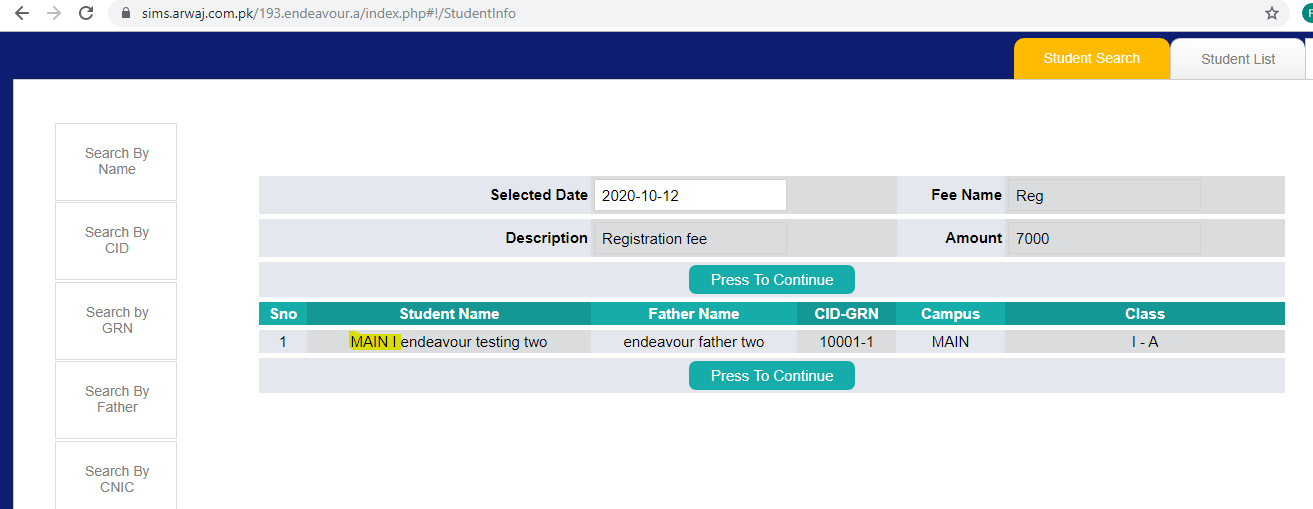 sims.arwaj.com.pk/193.endeavour.a/index.php#!/StudentInfo
Student Search
Student List
Search By
Name
Search By
CID
Search by
GRN
Search By
Father
Search By
CNIC
Selected Date 2020-10-12 Fee Name Reg
Description Registration fee Amount 7000
Press To Continue
Sno Student Name Father Name CID-GRN Campus Class
1 MAIN I endeavour testing two endeavour father two 10001-1 MAIN I - A
Press To Continue